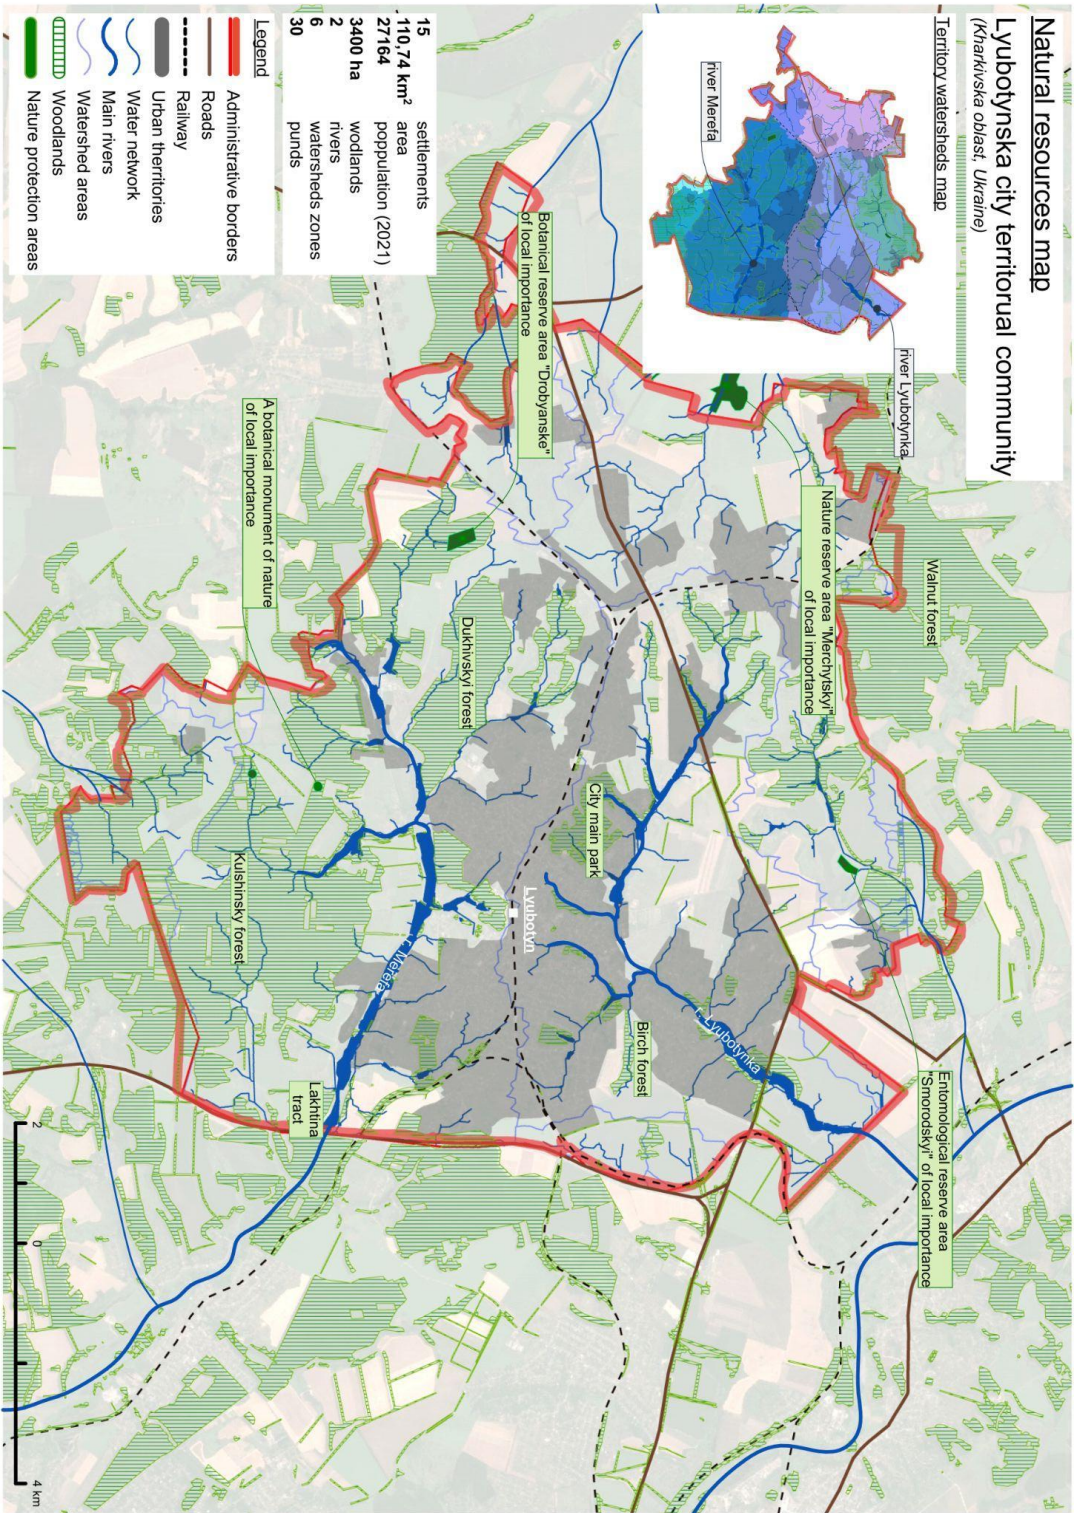 Natural resources map
Lyubotynska city territorual community
(Kharkivska oblast, Ukraine)
Territory watersheds map
river Merefa
river Lyubotynka
15 settlements
110,74 km² area
27164 poppulation (2021)
3400 ha wodlands
2 rivers
6 watersheds zones
30 punds
Legend
Administrative borders
Roads
Railway
Urban therritories
Water network
Main rivers
Watershed areas
Woodlands
Nature protection areas
Walnut forest
Nature reserve area "Merchytskyi"
of local importance
Botanical reserve area "Drobyanske"
of local importance
A botanical monument of nature
of local importance
Dukhivskyi forest
City main park
Lyubotyn
Kulshinsky forest
r. Merefa
r. Lyubotynka
Birch forest
Lakhtina
tract
Entomological reserve area
"Smorodskyi" of local importance
2 0 4 km